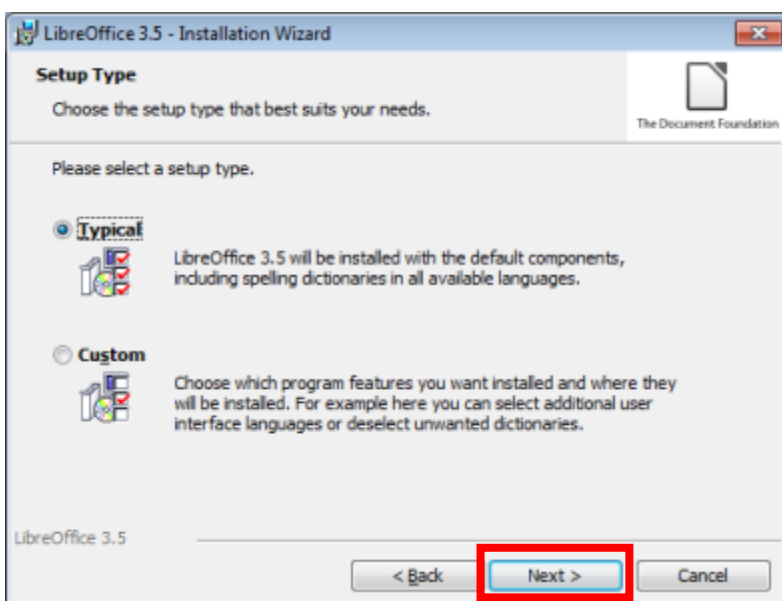 LibreOffice 3.5 - Installation Wizard
Setup Type
Choose the setup type that best suits your needs.
The Document Foundation
Please select a setup type.
Typical
LibreOffice 3.5 will be installed with the default components,
including spelling dictionaries in all available languages.
Custom
Choose which program features you want installed and where they
will be installed. For example here you can select additional user
interface languages or deselect unwanted dictionaries.
LibreOffice 3.5
< Back Next > Cancel